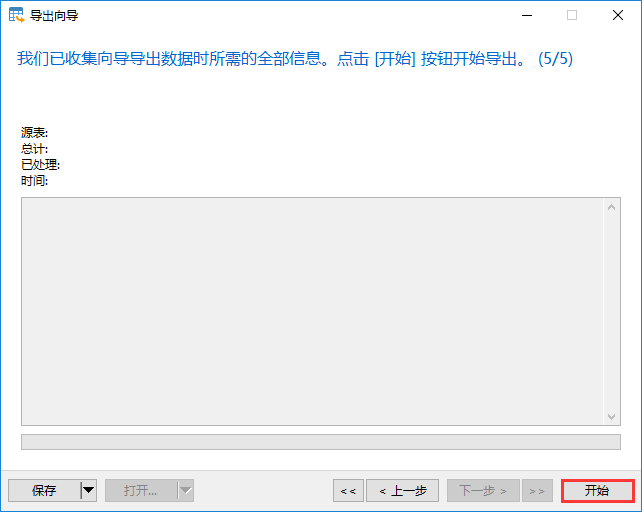 导出向导
我们已收集向导导出数据时所需的全部信息。点击 [开始] 按钮开始导出。 (5/5)
源表:
总计:
已处理:
时间:
保存 打开... << < 上一步 下一步 > >> 开始